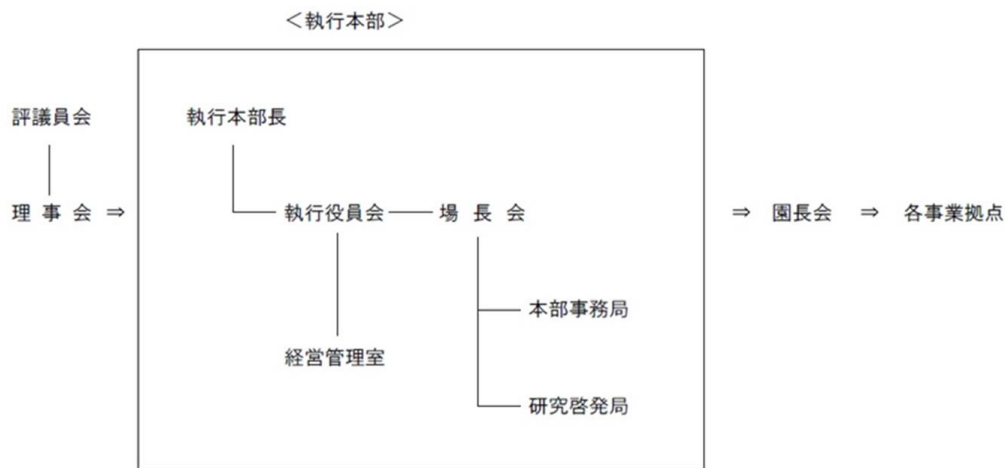 <執行本部>
評議員会
執行本部長
理 事 会 ⇒
執行役員会
場 長 会
⇒ 園長会 ⇒ 各事業拠点
本部事務局
経営管理室
研究啓発局